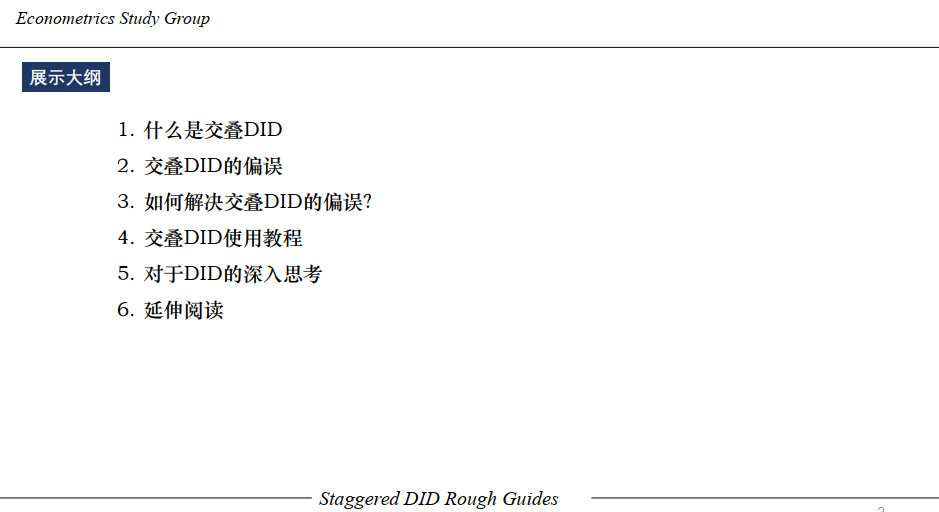 Econometrics Study Group
展示大纲
1. 什么是交叠DID
2. 交叠DID的偏误
3. 如何解决交叠DID的偏误?
4. 交叠DID使用教程
5. 对于DID的深入思考
6. 延伸阅读
Staggered DID Rough Guides